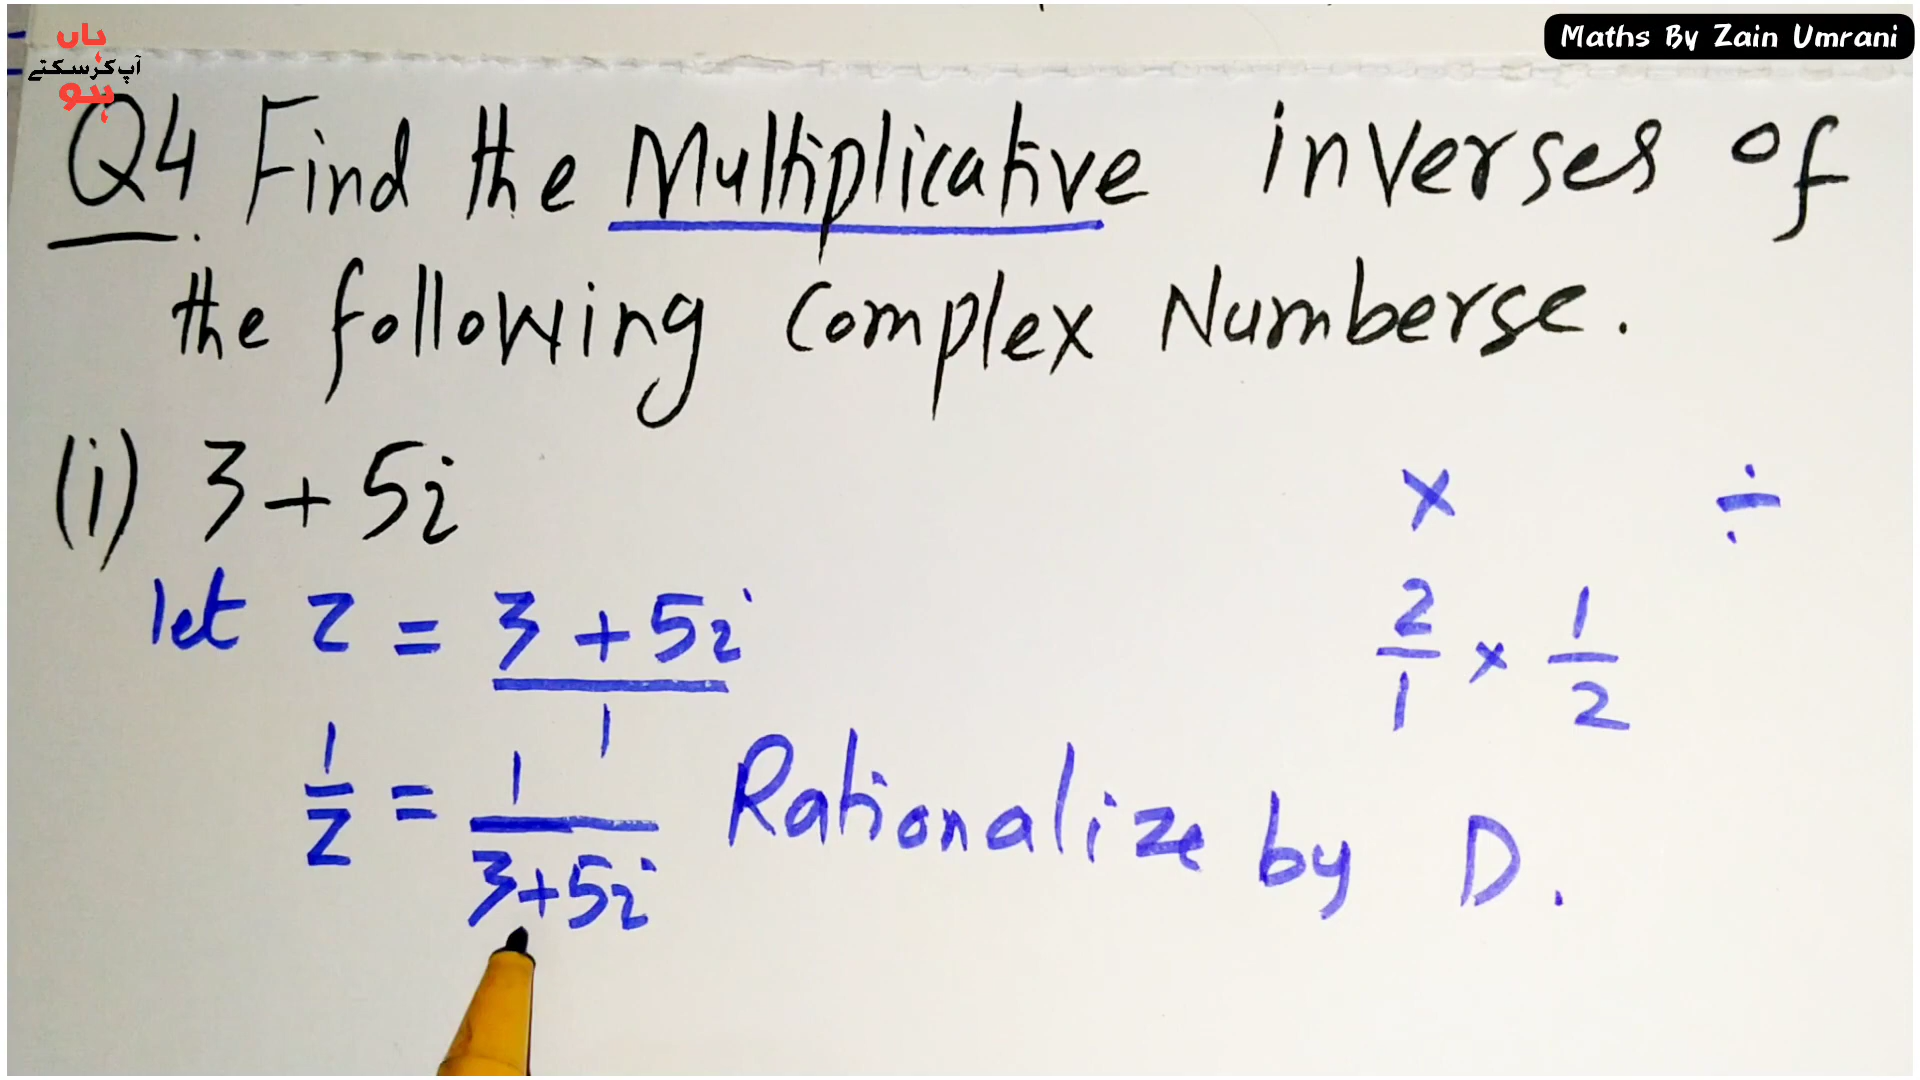 Maths By Zain Umrani
ہاں
آپ کر سکتے
ہو
Q4 Find the Multiplicative inverses of
the following Complex Numberse.
(i) 3 + 5i
× ÷
let z = 3 + 5i / 1
2/1 × 1/2
1/z = 1/3+5i Rationalize by D.